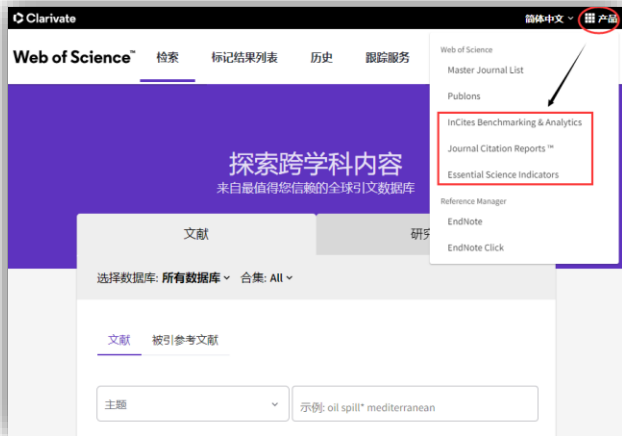 Clarivate
简体中文 产品
Web of Science™ 检索 标记结果列表 历史 跟踪服务
Web of Science
Master Journal List
Publons
InCites Benchmarking & Analytics
Journal Citation Reports ™
Essential Science Indicators
Reference Manager
EndNote
EndNote Click
探索跨学科内容
来自最值得您信赖的全球引文数据库
文献
选择数据库: 所有数据库 合集: All
文献 被引参考文献
主题
示例: oil spill* mediterranean